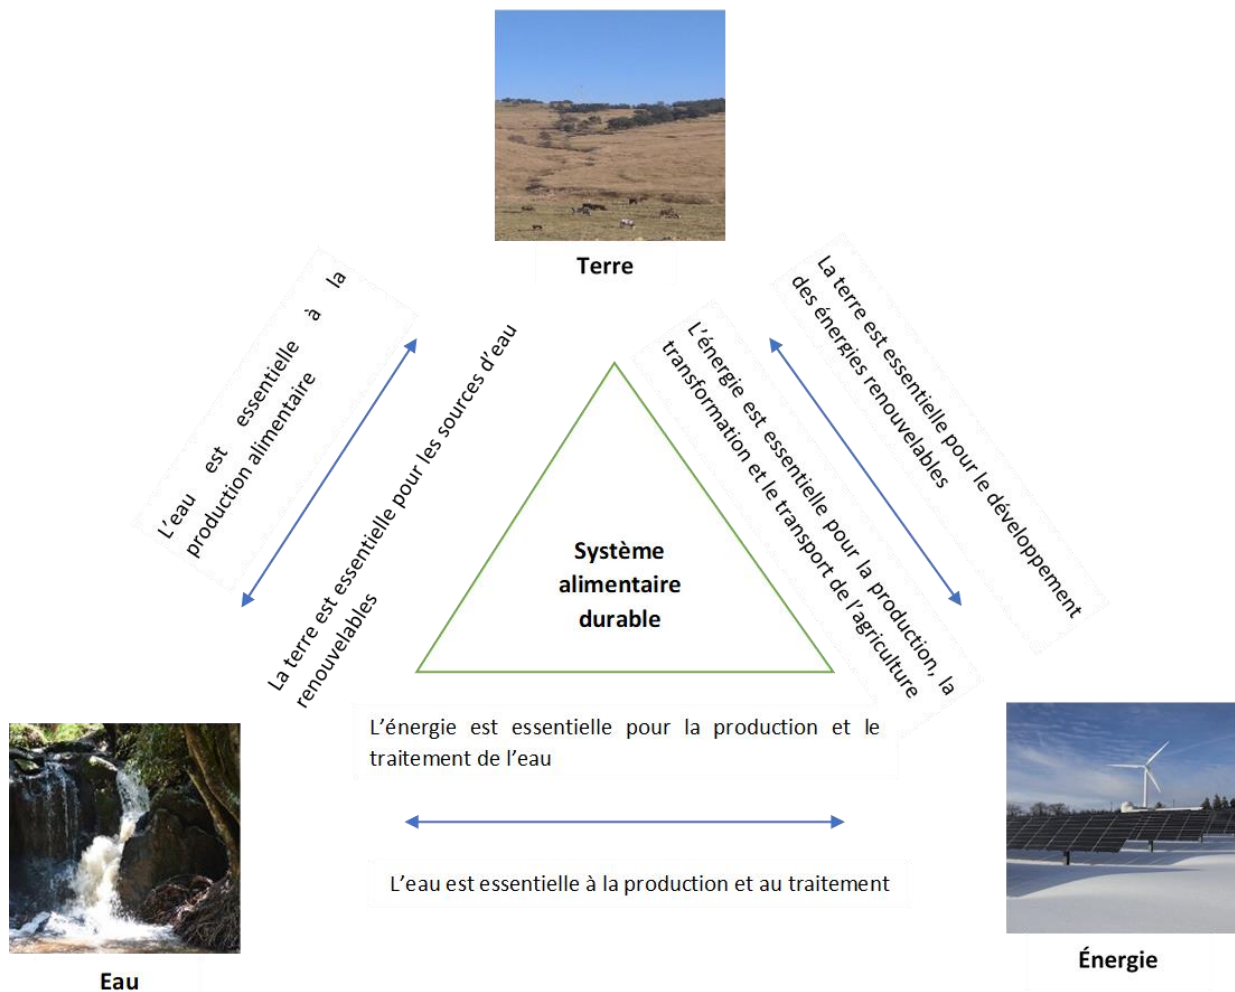 Terre
L'eau est essentielle à la
production alimentaire
La terre est essentielle pour les sources d'eau
renouvelables
La terre est essentielle pour le développement
des énergies renouvelables
L'énergie est essentielle pour la production, la
transformation et le transport de l'agriculture
Système
alimentaire
durable
L'énergie est essentielle pour la production et le
traitement de l'eau
L'eau est essentielle à la production et au traitement
Eau
Énergie